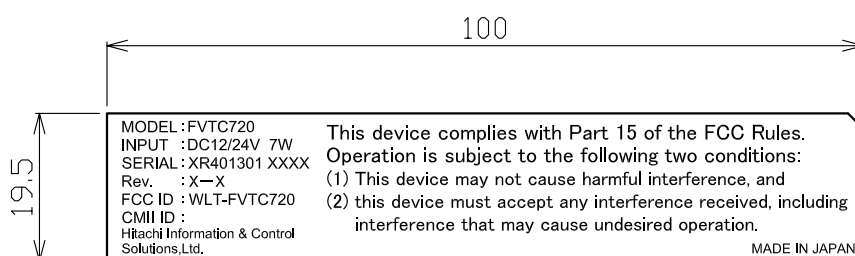 100
19.5
MODEL : FVTC720
INPUT : DC12/24V 7W
SERIAL : XR401301 XXXX
Rev. : X－X
FCC ID : WLT-FVTC720
CMII ID :
Hitachi Information & Control
Solutions,Ltd.
This device complies with Part 15 of the FCC Rules.
Operation is subject to the following two conditions:
(1) This device may not cause harmful interference, and
(2) this device must accept any interference received, including
interference that may cause undesired operation.
MADE IN JAPAN